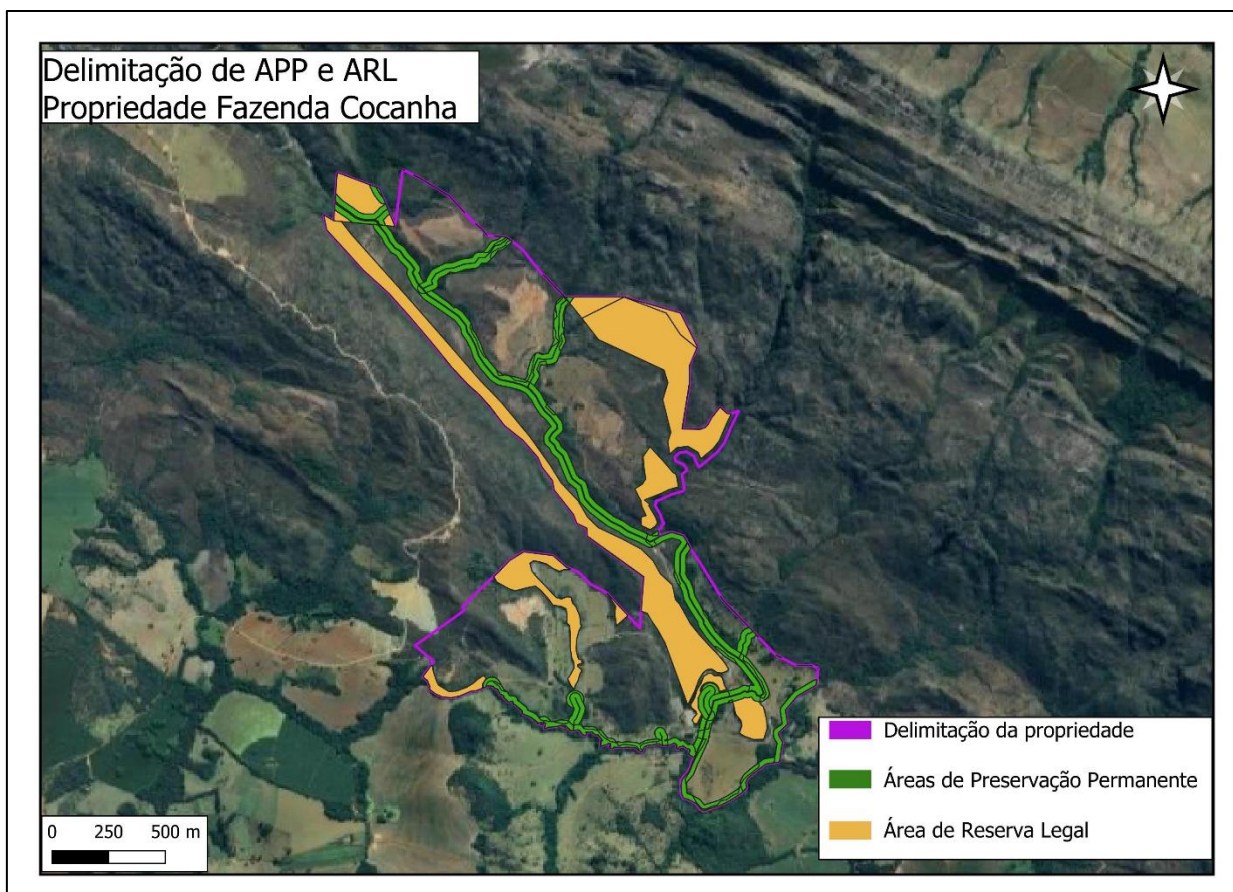 Delimitação de APP e ARL
Propriedade Fazenda Cocanha
Delimitação da propriedade
Áreas de Preservação Permanente
Área de Reserva Legal
0 250 500 m